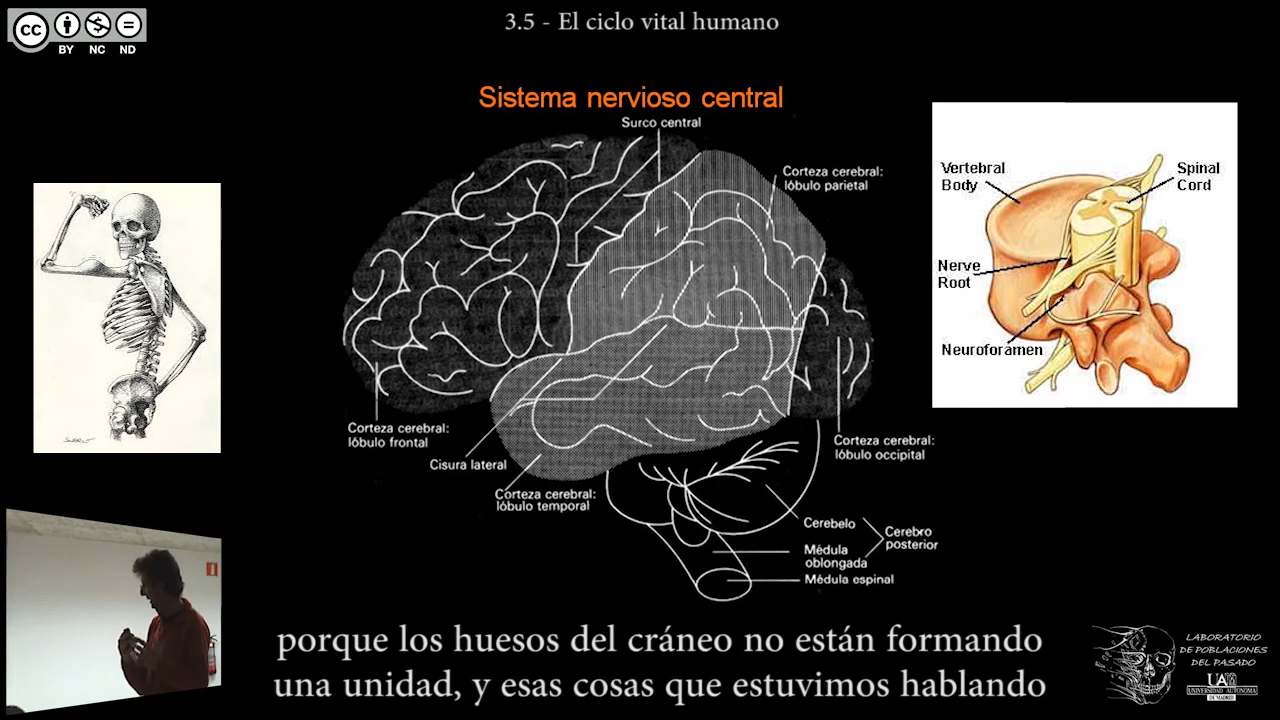 cc
BY NC ND
3.5 - El ciclo vital humano
Sistema nervioso central
Surco central
Corteza cerebral:
lóbulo parietal
Corteza cerebral:
lóbulo frontal
Cisura lateral
Corteza cerebral:
lóbulo temporal
Corteza cerebral:
lóbulo occipital
Cerebelo
Cerebro
posterior
Médula
oblongada
Médula espinal
Vertebral
Body
Spinal
Cord
Nerve
Root
Neuroforamen
porque los huesos del cráneo no están formando
una unidad, y esas cosas que estuvimos hablando
LABORATORIO
DE POBLACIONES
DEL PASADO
UAM
UNIVERSIDAD AUTONOMA
DE MADRID